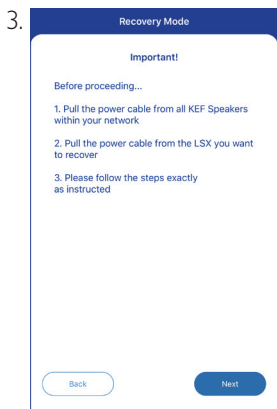 3.
Recovery Mode
Important!
Before proceeding...
1. Pull the power cable from all KEF Speakers
within your network
2. Pull the power cable from the LSX you want
to recover
3. Please follow the steps exactly
as instructed
Back
Next